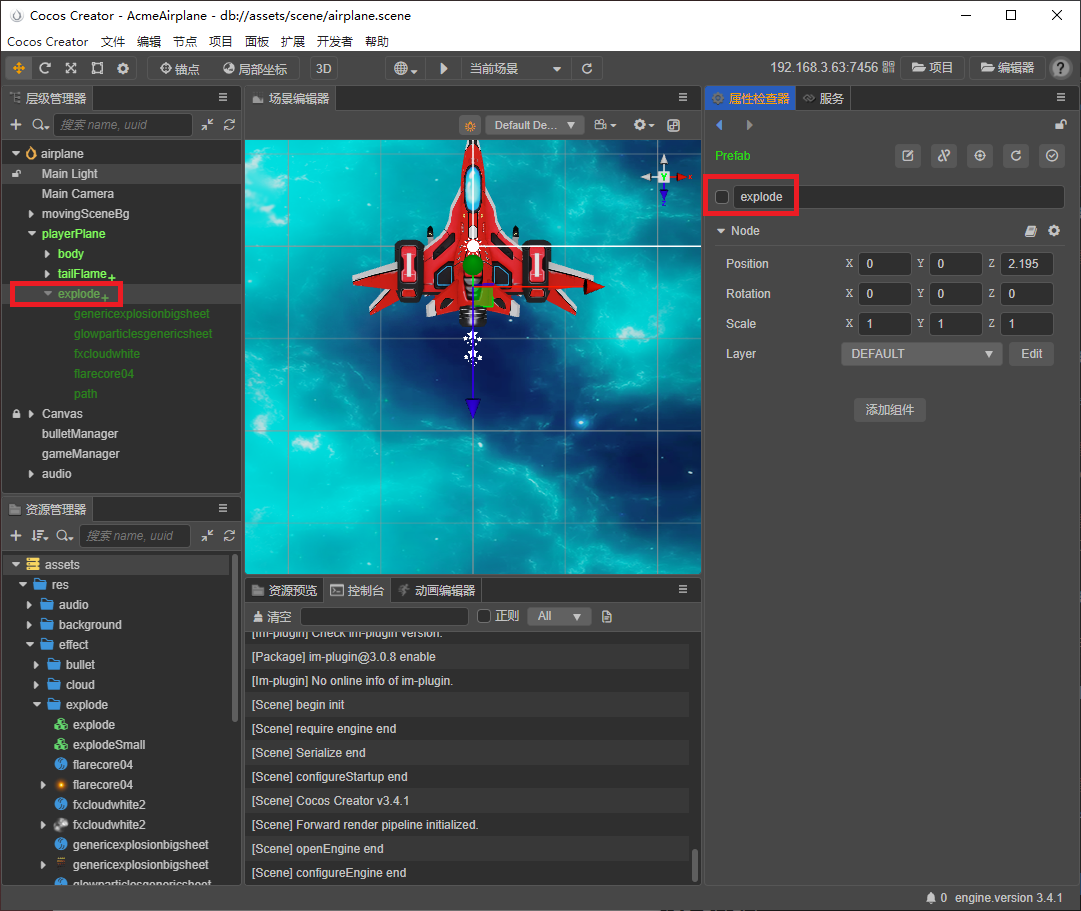 Cocos Creator - AcmeAirplane - db://assets/scene/airplane.scene
Cocos Creator 文件 编辑 节点 项目 面板 扩展 开发者 帮助
锚点 局部坐标 3D 当前场景 192.168.3.63:7456 项目 编辑器 ?
层级管理器
搜索 name, uuid
airplane
Main Light
Main Camera
movingSceneBg
playerPlane
body
tailFlame
explode
genericexplosionbigsheet
glowparticlesgenericsheet
fxcloudwhite
flarecore04
path
Canvas
bulletManager
gameManager
audio
资源管理器
搜索 name, uuid
assets
res
audio
background
effect
bullet
cloud
explode
explode
explodeSmall
flarecore04
flarecore04
fxcloudwhite2
fxcloudwhite2
genericexplosionbigsheet
genericexplosionbigsheet
glowparticlesgenericsheet
场景编辑器
Default De...
Y
资源预览 控制台 动画编辑器
清空 正则 All
[Im-plugin] Check im-plugin version.
[Package] im-plugin@3.0.8 enable
[Im-plugin] No online info of im-plugin.
[Scene] begin init
[Scene] require engine end
[Scene] Serialize end
[Scene] configureStartup end
[Scene] Cocos Creator v3.4.1
[Scene] Forward render pipeline initialized.
[Scene] openEngine end
[Scene] configureEngine end
属性检查器 服务
Prefab
explode
Node
Position X 0 Y 0 Z 2.195
Rotation X 0 Y 0 Z 0
Scale X 1 Y 1 Z 1
Layer DEFAULT Edit
添加组件
0 engine.version 3.4.1